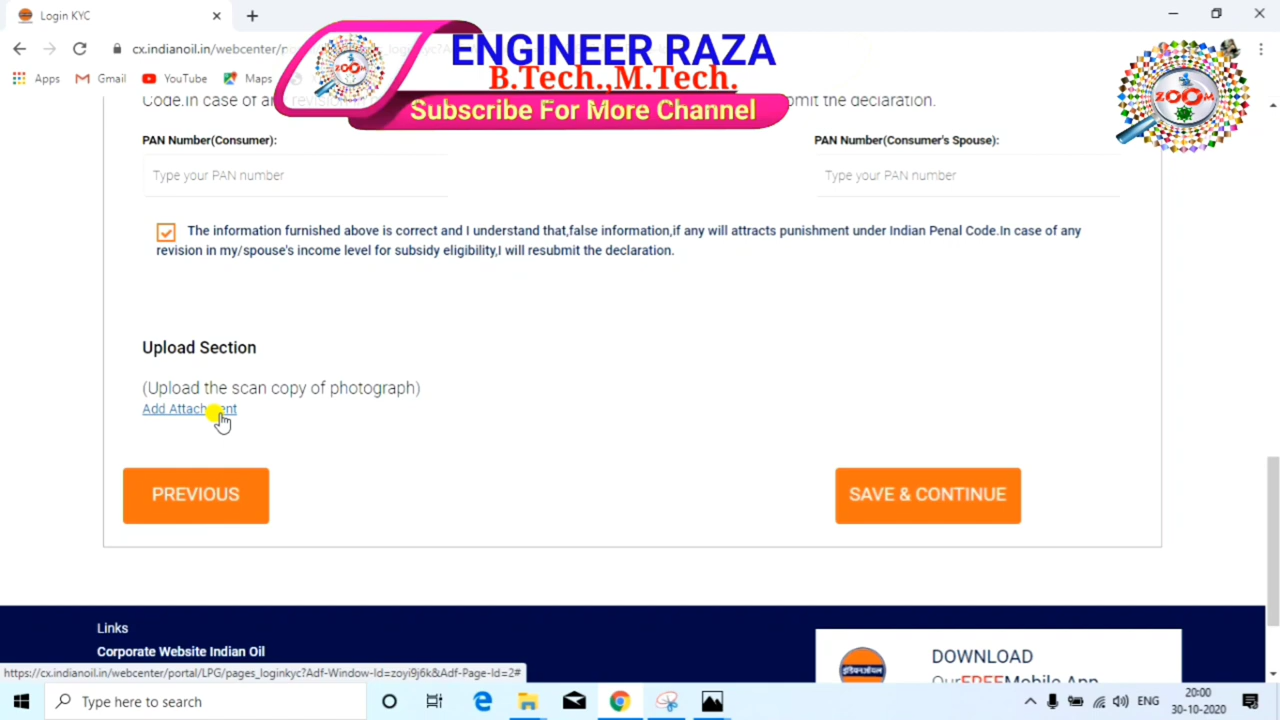 Login KYC
ENGINEER RAZA
B.Tech.,M.Tech.
Subscribe For More Channel
ZOOM
ZOOM
cx.indianoil.in/webcenter/
Apps
Gmail
YouTube
Maps
Code.In case of
the declaration.
PAN Number(Consumer):
PAN Number(Consumer's Spouse):
Type your PAN number
Type your PAN number
The information furnished above is correct and I understand that,false information,if any will attracts punishment under Indian Penal Code.In case of any
revision in my/spouse's income level for subsidy eligibility,I will resubmit the declaration.
Upload Section
(Upload the scan copy of photograph)
Add Attachment
PREVIOUS
SAVE & CONTINUE
Links
Corporate Website Indian Oil
इंडियनऑयल
DOWNLOAD
OurFREEMobile App
https://cx.indianoil.in/webcenter/portal/LPG/pages_loginkyc?Adf-Window-Id=zoyi9j6k&Adf-Page-Id=2#
Type here to search
ENG
20:00
30-10-2020